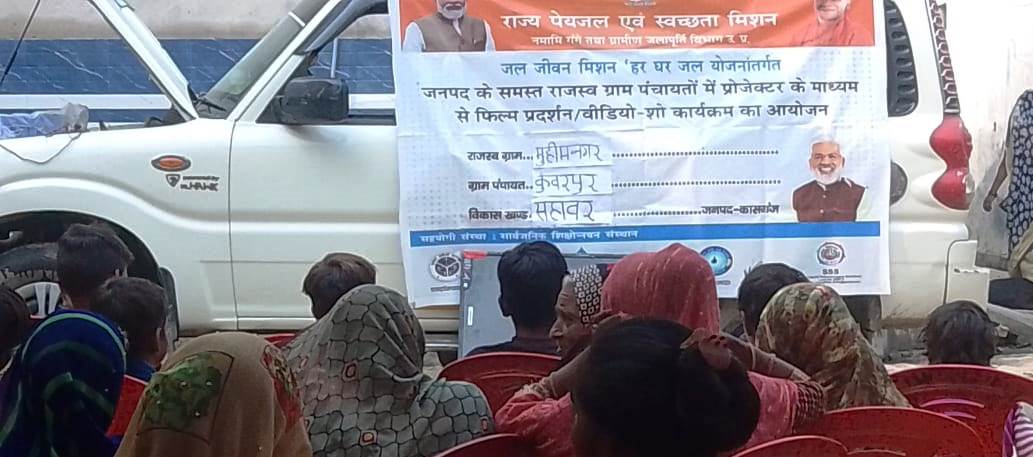 राज्य पेयजल एवं स्वच्छता मिशन
नमामि गंगे तथा ग्रामीण जलापूर्ति विभाग उ. प्र.
जल जीवन मिशन 'हर घर जल योजनांतर्गत
जनपद के समस्त राजस्व ग्राम पंचायतों में प्रोजेक्टर के माध्यम
से फिल्म प्रदर्शन/वीडियो-शो कार्यक्रम का आयोजन
राजस्व ग्राम... मुहीमनगर
ग्राम पंचायत.. कुंवरपुर
विकास खण्ड. सहावर ..........जनपद-कासगंज
सहयोगी संस्था : सार्वजनिक शिक्षोन्नयन संस्थान
SSS
HAWK